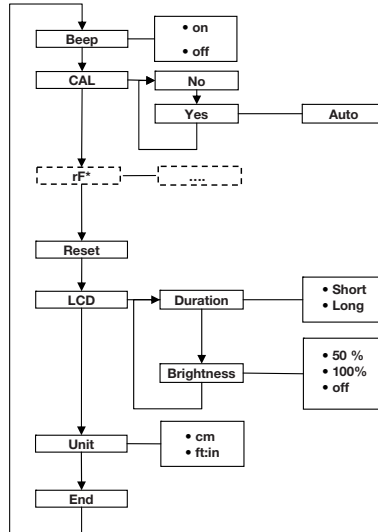 Beep
• on
• off
CAL
No
Yes
Auto
rF*
....
Reset
LCD
Duration
• Short
• Long
Brightness
• 50 %
• 100%
• off
Unit
• cm
• ft:in
End